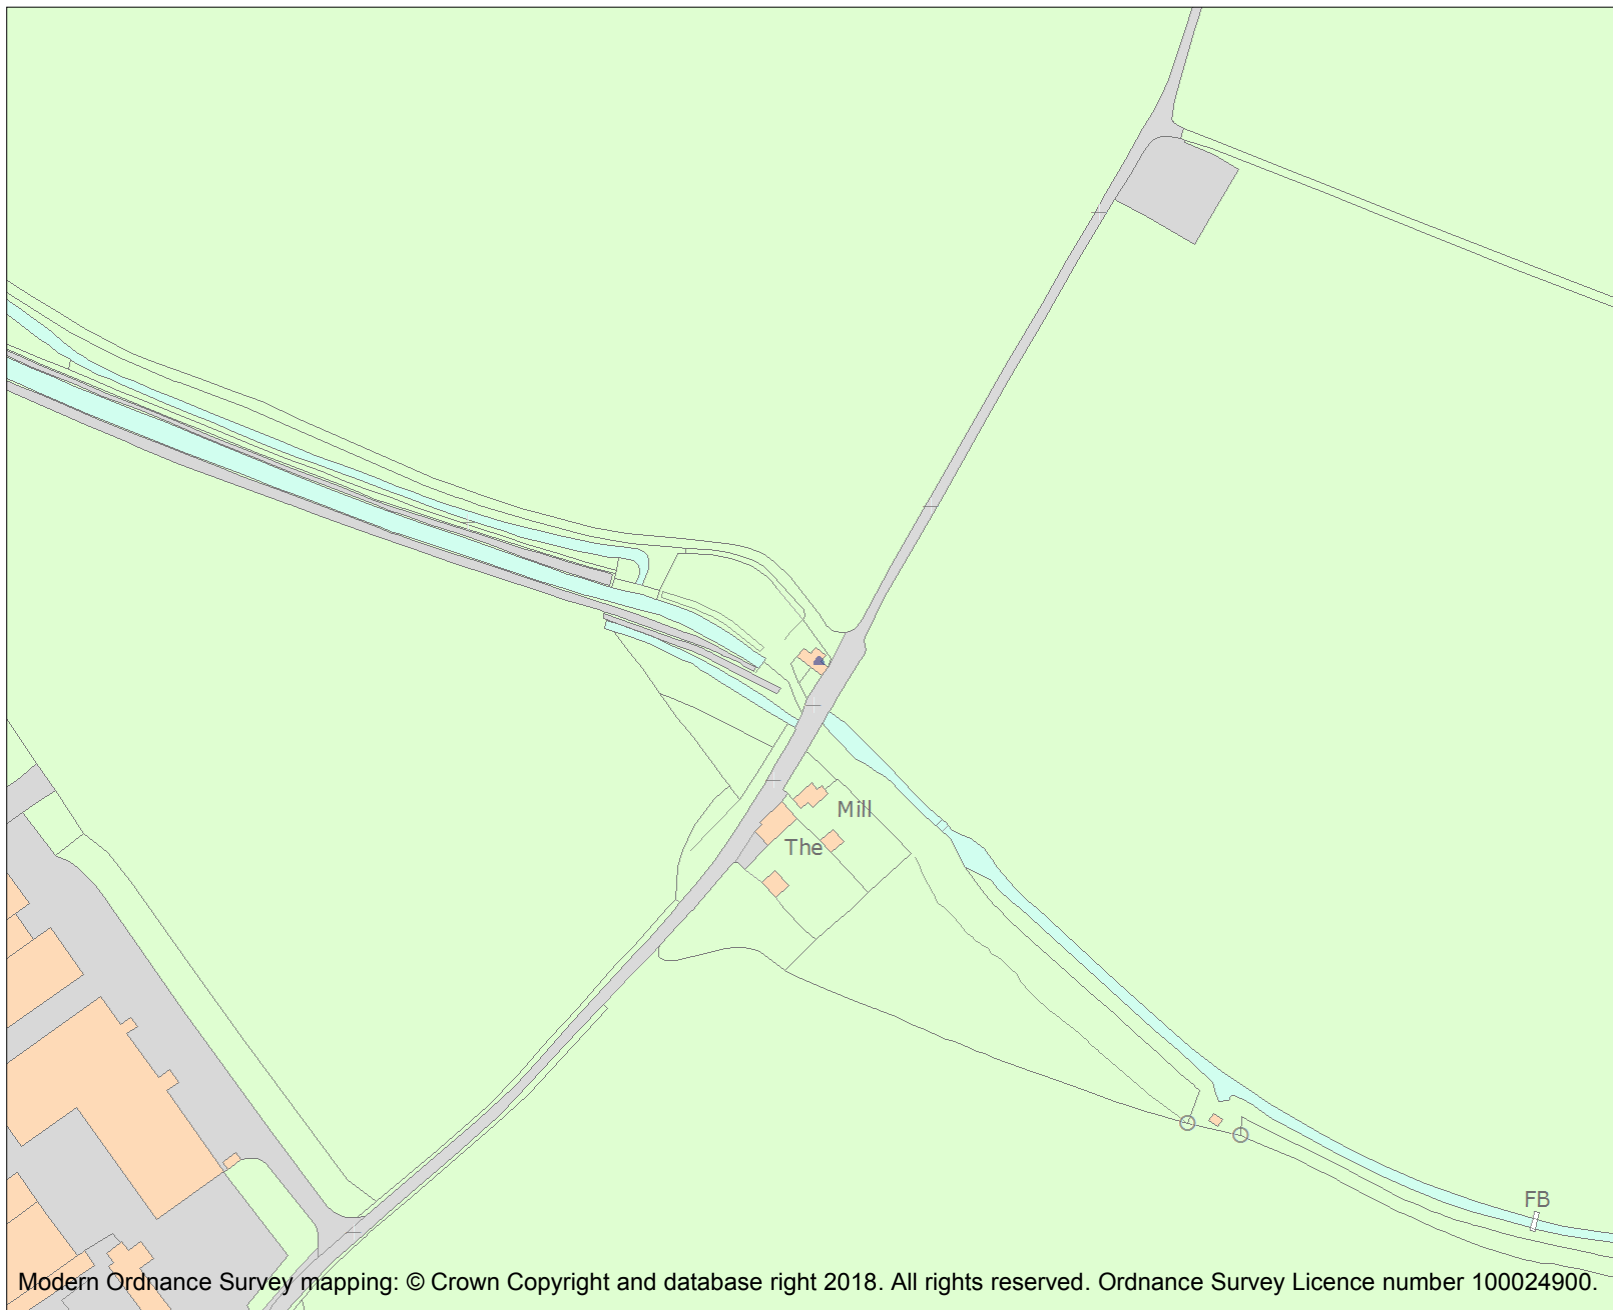 Mill
The
FB
Modern Ordnance Survey mapping: © Crown Copyright and database right 2018. All rights reserved. Ordnance Survey Licence number 100024900.